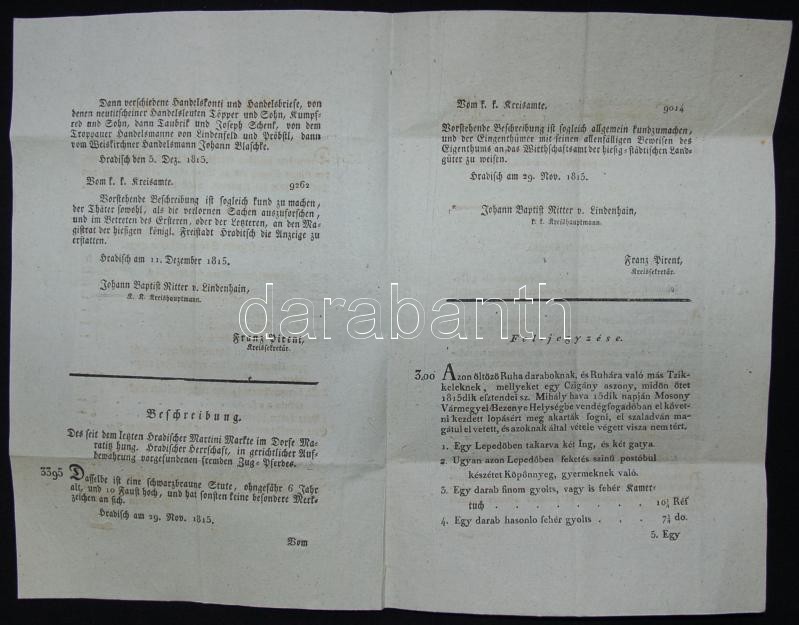 Dann verschiedene Handelskonti und Handelsbriefe, von
denen neutitscheiner Handelsleuten Töpper und Sohn, Kumpf-
red und Sohn, dann Taubrik und Joseph Schenk, von dem
Troppauer Handelsmanne von Lindenfeld und Pröbstl, dann
vom Weiskirchner Handelsmann Johann Blaschke.
Hradisch den 5. Dez. 1815.
Vom k. k. Kreisamte. 9262
Vorstehende Beschreibung ist sogleich kund zu machen,
der Thäter sowohl, als die verlornen Sachen auszuforschen,
und im Betreten des Ersteren, oder der Letzteren, an den Ma-
gistrat der hießigen königl. Freistadt Hraditsch die Anzeige zu
erstatten.
Hradisch am 11. Dezember 1815.
Johann Baptist Ritter v. Lindenhain,
K. K. Kreishauptmann.
Franz Pirent,
Kreissekretär.
Beschreibung.
Des seit dem letzten Hradischer Martini Markte im Dorfe Ma-
ratitz hung. Hradischer Herrschaft, in gerichtlicher Auf-
bewahrung vorgefundenen fremden Zug-Pferdes.
3395 Dasselbe ist eine schwarzbraune Stute, ohngefähr 6 Jahr
alt, und 10 Faust hoch, und hat sonsten keine besondere Merk-
zeichen an sich.
Hradisch am 29. Nov. 1815.
Vom
Vom k. k. Kreisamte. 9014
Vorstehende Beschreibung ist sogleich allgemein kundzumachen,
und der Eingenthümer mit seinen allenfälligen Beweisen des
Eigenthums an das Wirthschaftsamt der hiesig-städtischen Land-
güter zu weisen.
Hradisch am 29. Nov. 1815.
Johann Baptist Ritter v. Lindenhain,
k. k. Kreishauptmann.
Franz Pirent,
Kreissekretär.
darabanth
Fel-jegyzése.
3,00 Azon öltözö Ruha daraboknak, és Ruhára való más Tzik-
keleknek, mellyeket egy Czigány aszony, midőn ötet
1815dik esztendei sz. Mihály hava 15dik napján Mosony
Vármegyei Bezenye Helységbe vendégfogadóban el követ-
ni kezdett lopásért meg akarták fogni, el szaladván ma-
gátul el vetett, és azoknak által vétele végett vissa nem tért.
1. Egy Lepedőben takarva két Ing, és két gatya.
2. Ugyan azon Lepedőben feketés szinű postóbul
készétet Köpönnyeg, gyermeknek való.
3. Egy darab finom gyolts, vagy is fehér Kamer-
tuch . . . . . . . . 10¼ Réf
4. Egy darab hasonlo fehér gyolts . . . 7¼ do.
5. Egy